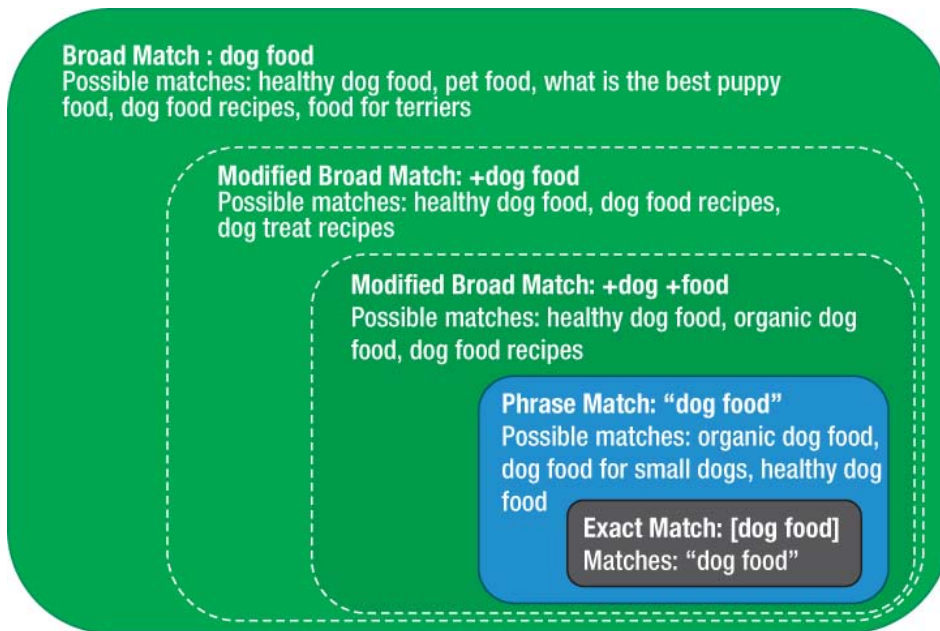 Broad Match : dog food
Possible matches: healthy dog food, pet food, what is the best puppy
food, dog food recipes, food for terriers
Modified Broad Match: +dog food
Possible matches: healthy dog food, dog food recipes,
dog treat recipes
Modified Broad Match: +dog +food
Possible matches: healthy dog food, organic dog
food, dog food recipes
Phrase Match: “dog food”
Possible matches: organic dog food,
dog food for small dogs, healthy dog
food
Exact Match: [dog food]
Matches: “dog food”